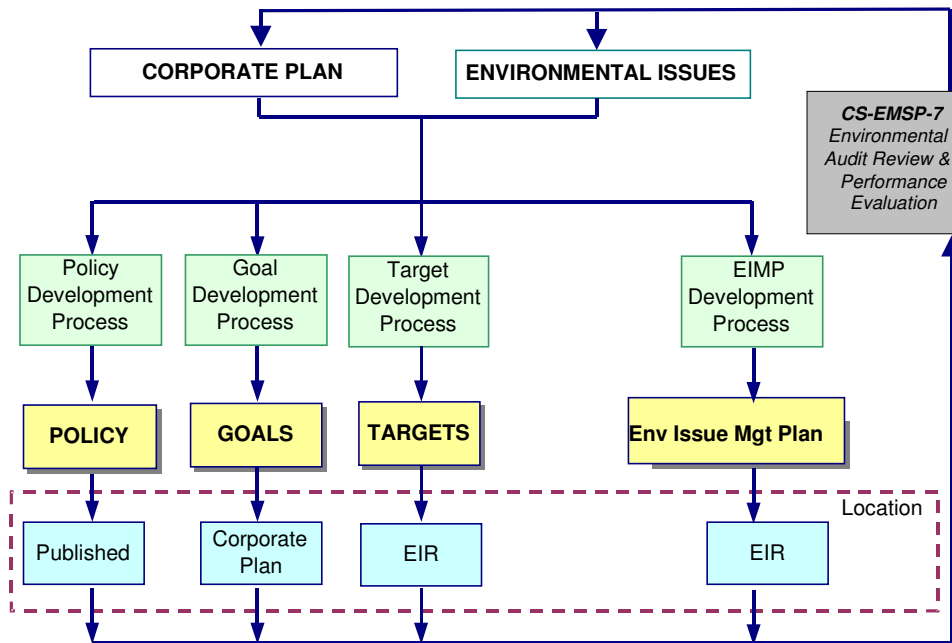 CORPORATE PLAN
ENVIRONMENTAL ISSUES
CS-EMSP-7
Environmental
Audit Review &
Performance
Evaluation
Policy
Development
Process
Goal
Development
Process
Target
Development
Process
EIMP
Development
Process
POLICY
GOALS
TARGETS
Env Issue Mgt Plan
Location
Published
Corporate
Plan
EIR
EIR